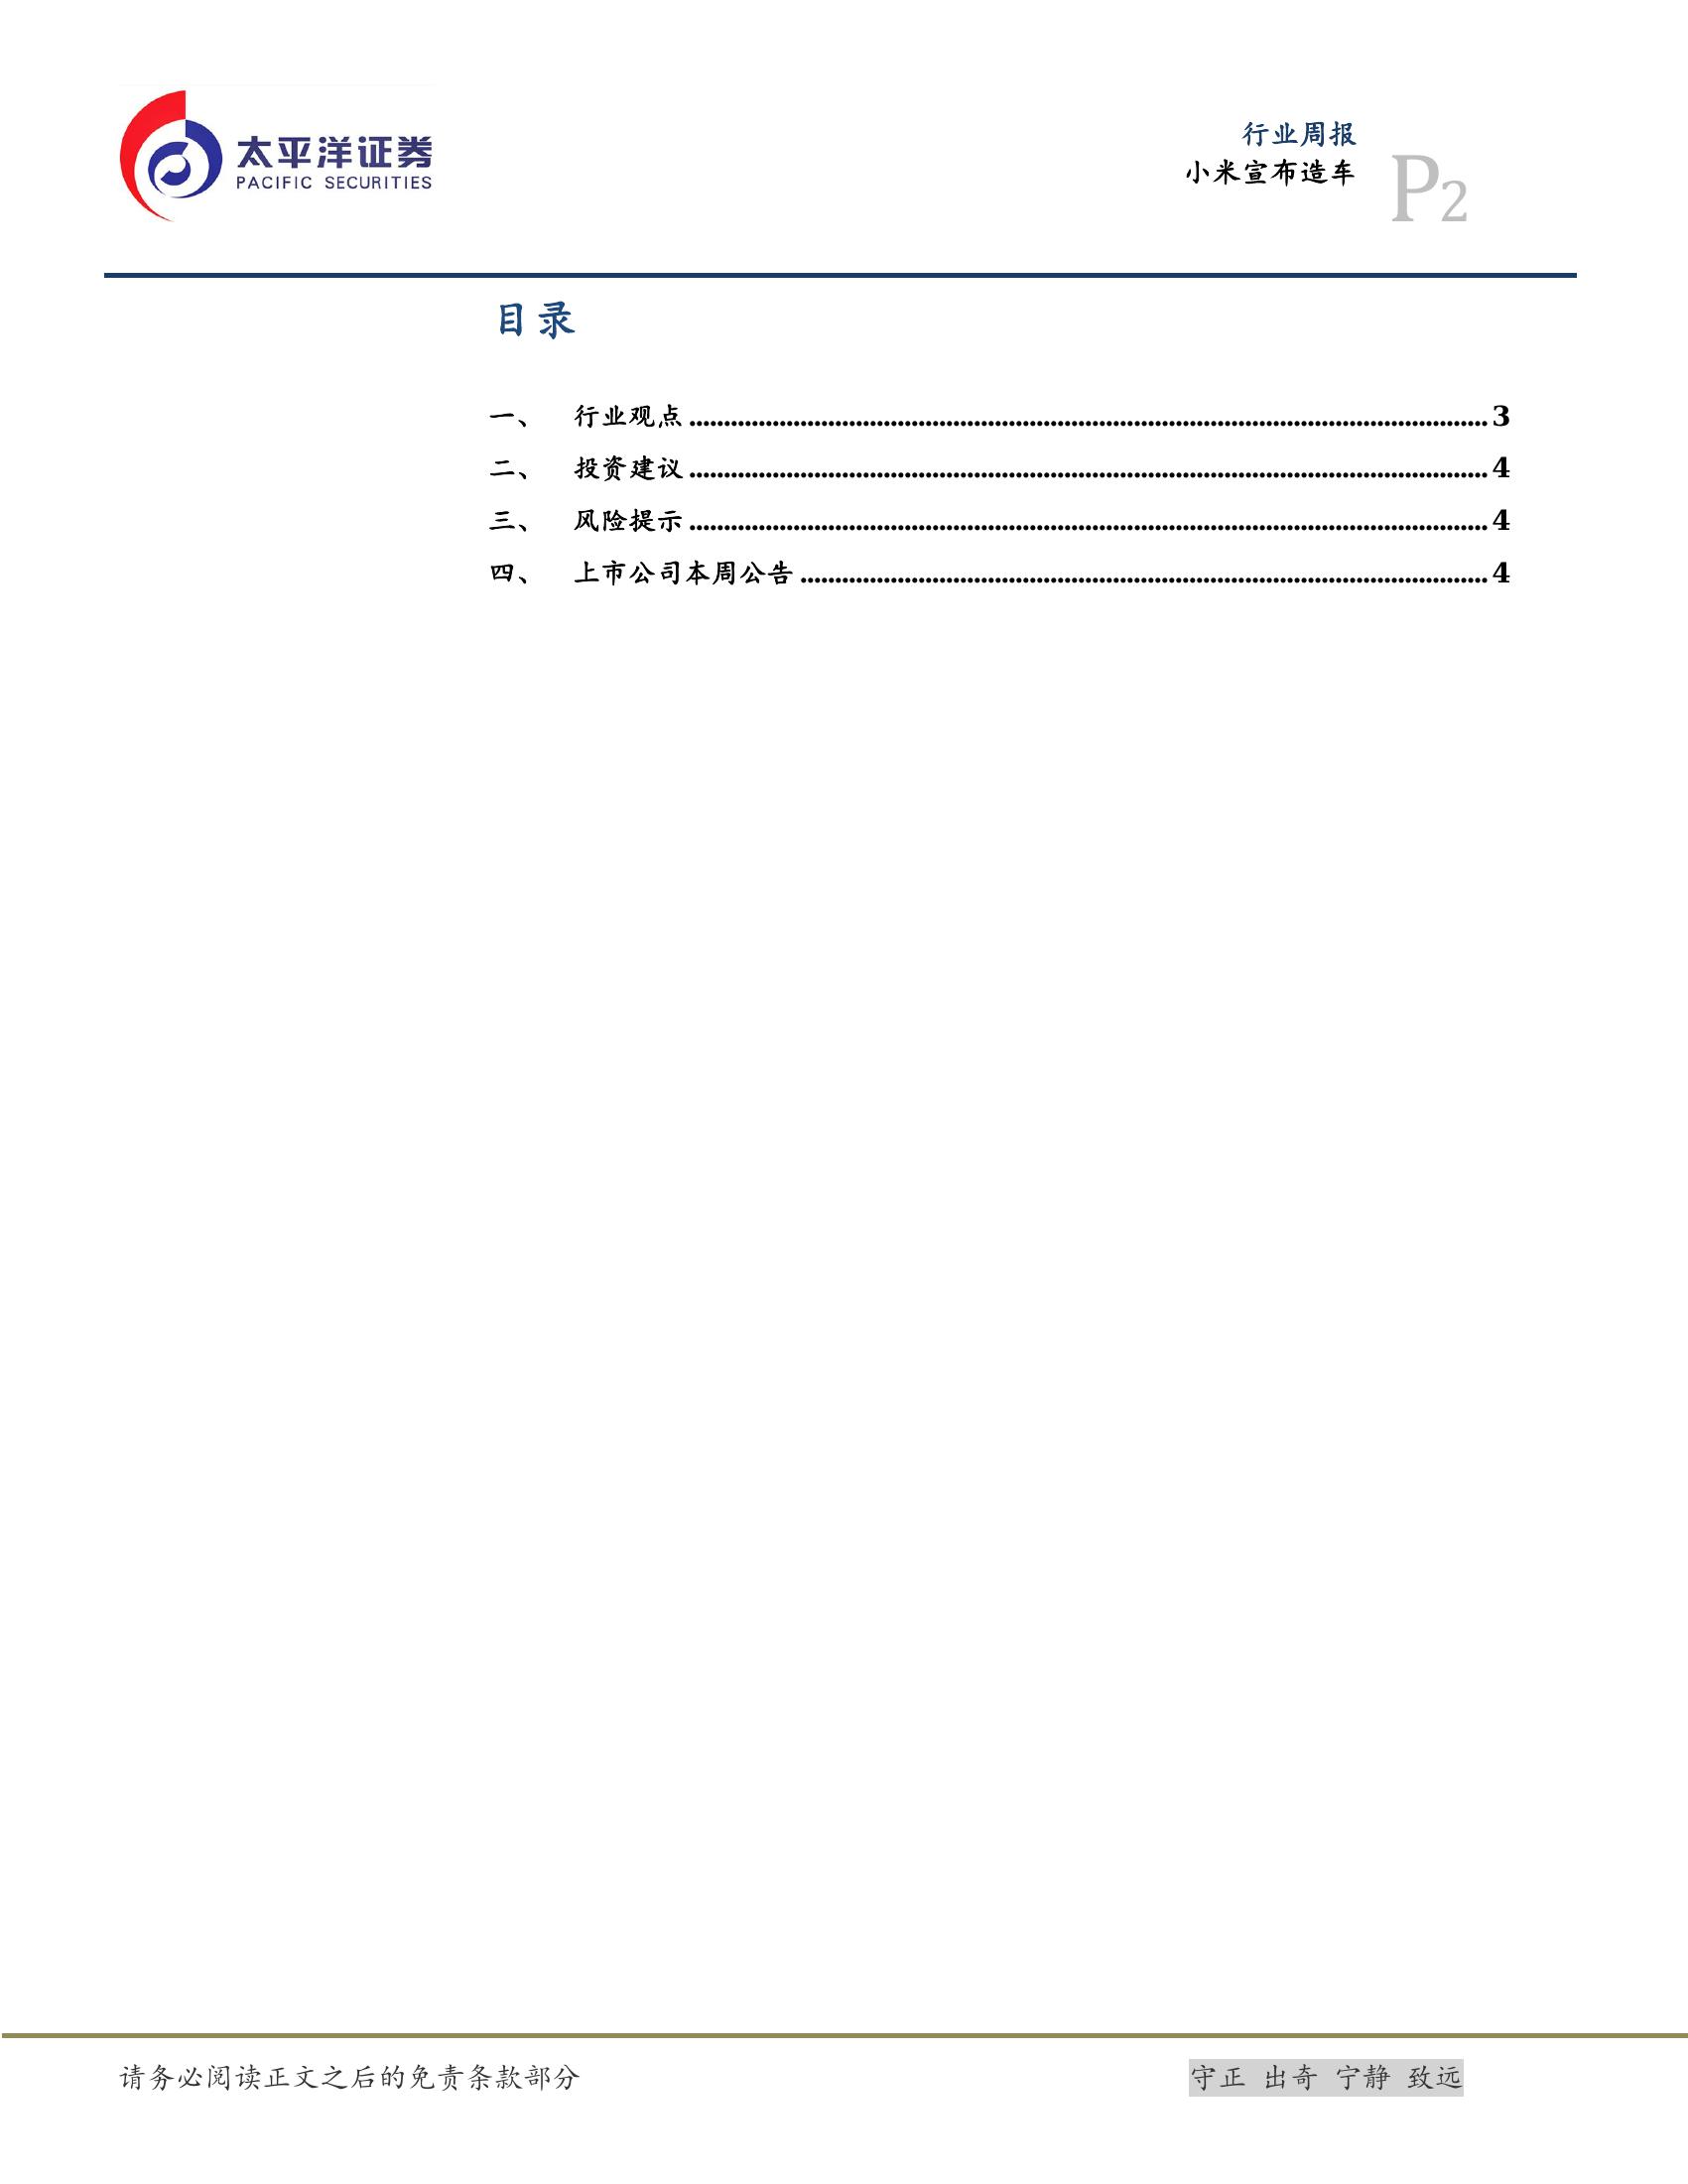 太平洋证券
PACIFIC SECURITIES
行业周报
小米宣布造车
P2
目录
一、 行业观点 3
二、 投资建议 4
三、 风险提示 4
四、 上市公司本周公告 4
请务必阅读正文之后的免责条款部分
守正 出奇 宁静 致远